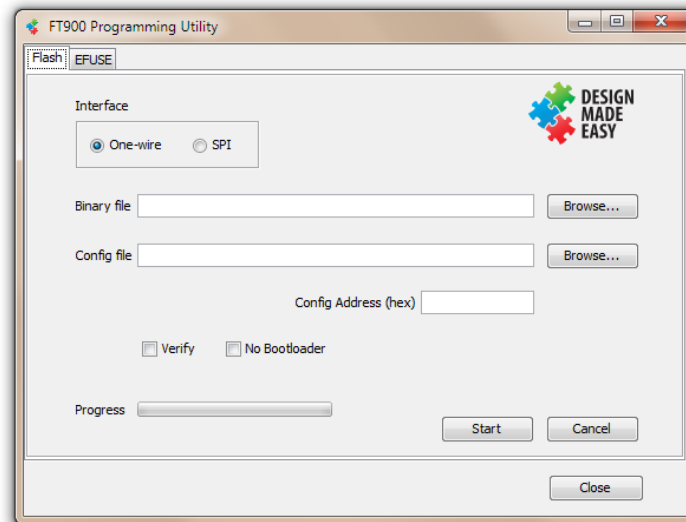 FT900 Programming Utility
Flash EFUSE
DESIGN
MADE
EASY
Interface
One-wire SPI
Binary file Browse...
Config file Browse...
Config Address (hex)
Verify No Bootloader
Progress
Start Cancel
Close